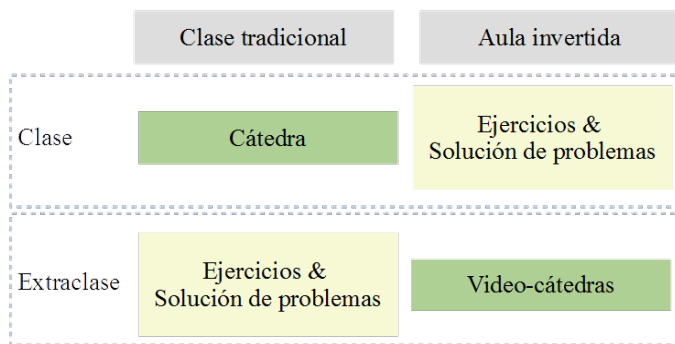 Clase tradicional
Aula invertida
Clase
Cátedra
Ejercicios &
Solución de problemas
Extraclase
Ejercicios &
Solución de problemas
Video-cátedras